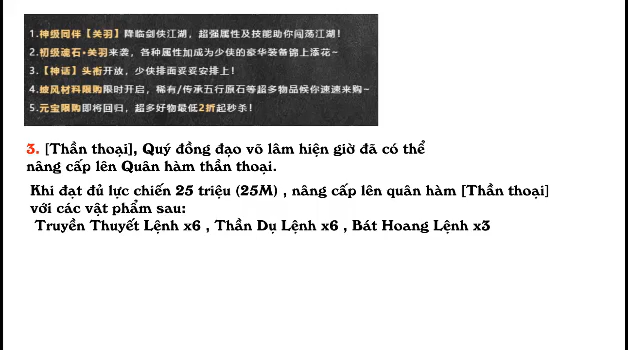 1.神级同伴【关羽】降临剑侠江湖，超强属性及技能助你闯荡江湖！
2.初级魂石·关羽来袭，各种属性加成为少侠的豪华装备锦上添花~
3.【神话】头衔开放，少侠排面妥妥安排上！
4.披风材料限购限时开启，稀有/传承五行原石等超多物品候你速速来购~
5.元宝限购即将回归，超多好物最低2折起秒杀！
3. [Thần thoại], Quý đồng đạo võ lâm hiện giờ đã có thể
nâng cấp lên Quân hàm thần thoại.
Khi đạt đủ lực chiến 25 triệu (25M) , nâng cấp lên quân hàm [Thần thoại]
với các vật phẩm sau:
Truyền Thuyết Lệnh x6 , Thần Dụ Lệnh x6 , Bát Hoang Lệnh x3